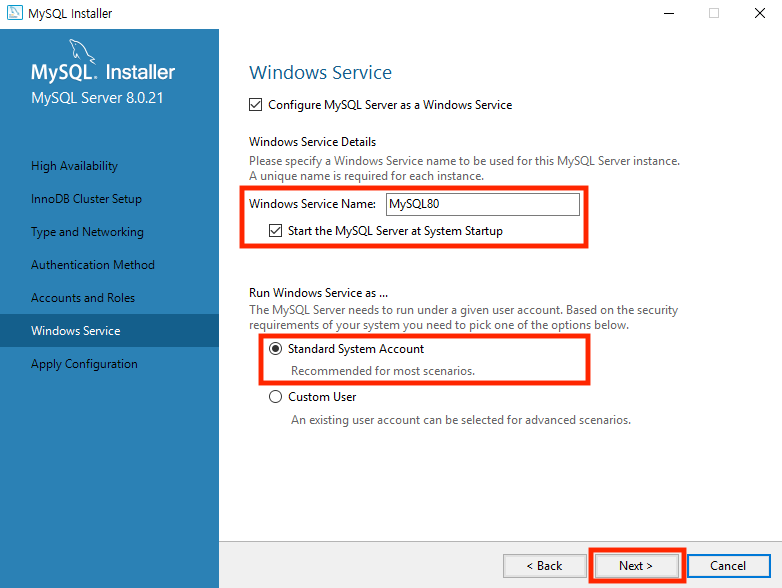 MySQL Installer
MySQL. Installer
MySQL Server 8.0.21
High Availability
InnoDB Cluster Setup
Type and Networking
Authentication Method
Accounts and Roles
Windows Service
Apply Configuration
Windows Service
Configure MySQL Server as a Windows Service
Windows Service Details
Please specify a Windows Service name to be used for this MySQL Server instance.
A unique name is required for each instance.
Windows Service Name: MySQL80
Start the MySQL Server at System Startup
Run Windows Service as ...
The MySQL Server needs to run under a given user account. Based on the security
requirements of your system you need to pick one of the options below.
Standard System Account
Recommended for most scenarios.
Custom User
An existing user account can be selected for advanced scenarios.
< Back Next > Cancel